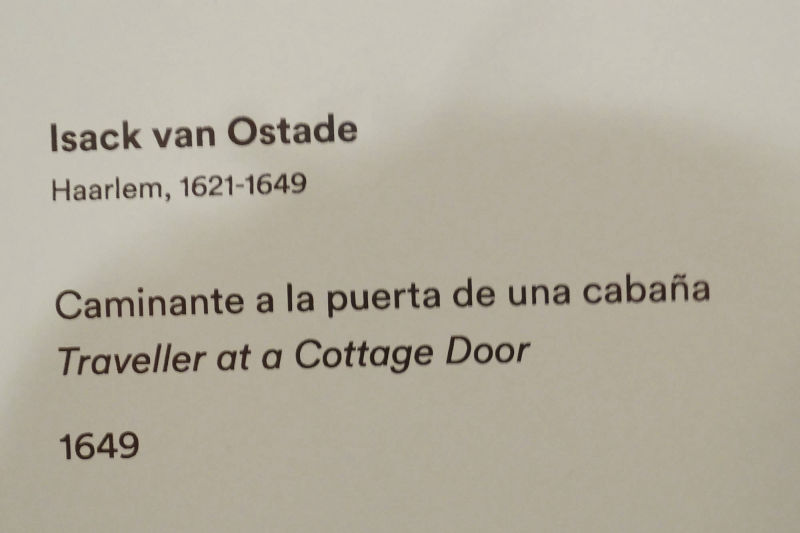 Isack van Ostade
Haarlem, 1621-1649
Caminante a la puerta de una cabaña
Traveller at a Cottage Door
1649